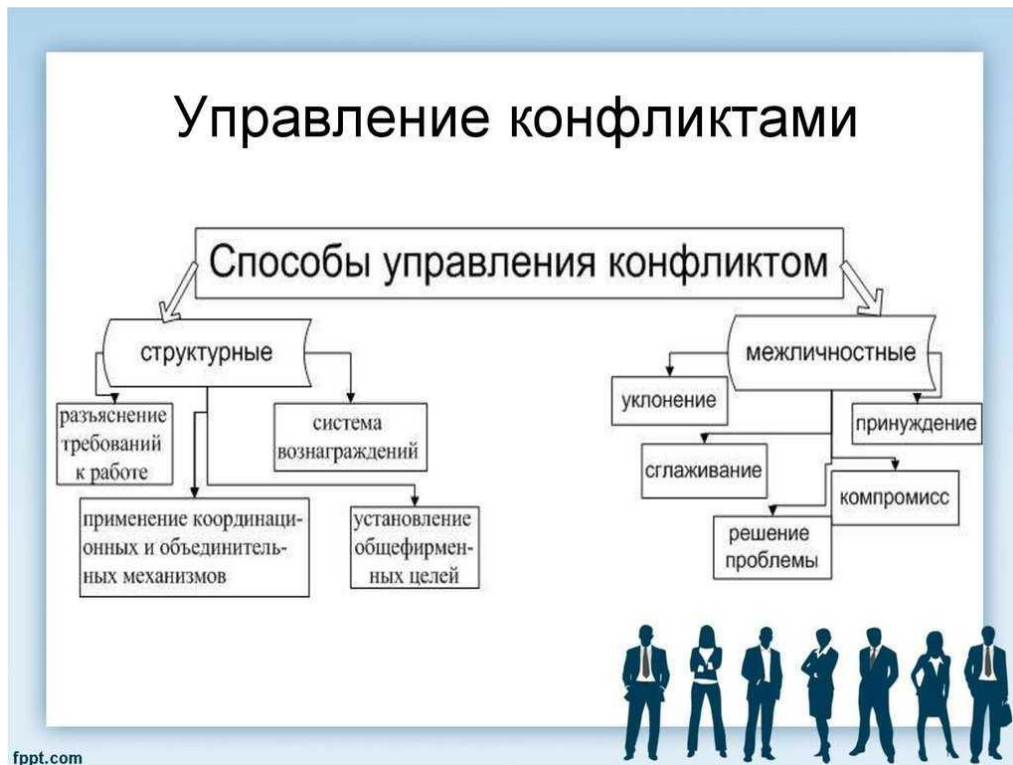 Управление конфликтами
Способы управления конфликтом
структурные
разъяснение
требований
к работе
система
вознаграждений
применение координаци-
онных и объединитель-
ных механизмов
установление
общефирмен-
ных целей
межличностные
уклонение
принуждение
сглаживание
компромисс
решение
проблемы
fppt.com